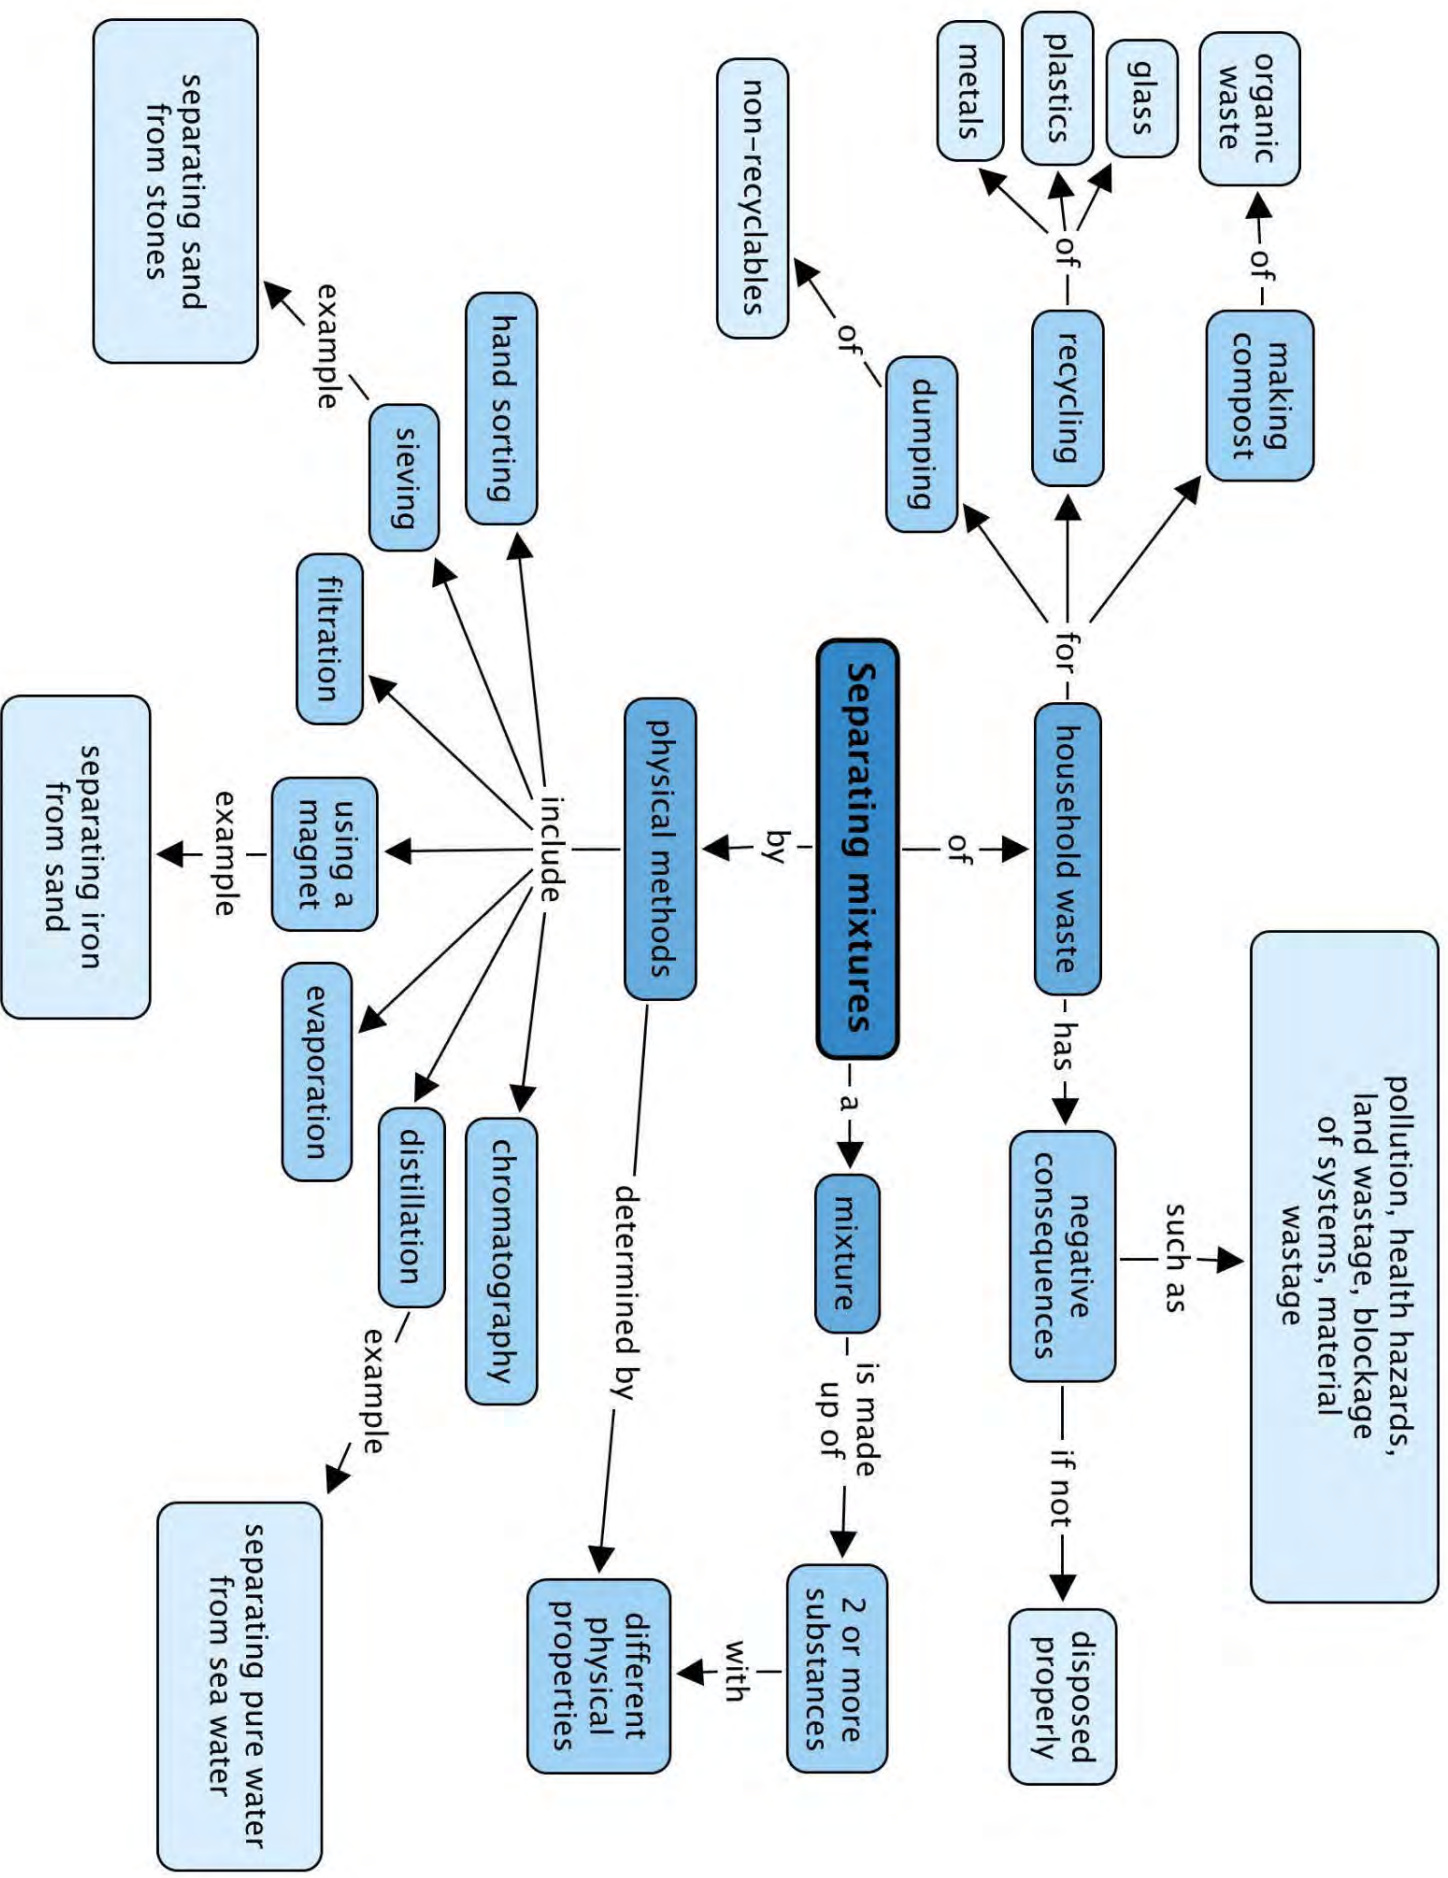 pollution, health hazards,
land wastage, blockage
of systems, material
wastage
organic
waste
of
making
compost
such as
glass
plastics
metals
of
recycling
for
household waste
has
negative
consequences
if not
disposed
properly
dumping
of
non-recyclables
of
Separating mixtures
a
mixture
is made
up of
2 or more
substances
by
with
physical methods
determined by
different
physical
properties
include
hand sorting
sieving
filtration
using a
magnet
evaporation
distillation
chromatography
example
separating sand
from stones
example
separating iron
from sand
example
separating pure water
from sea water